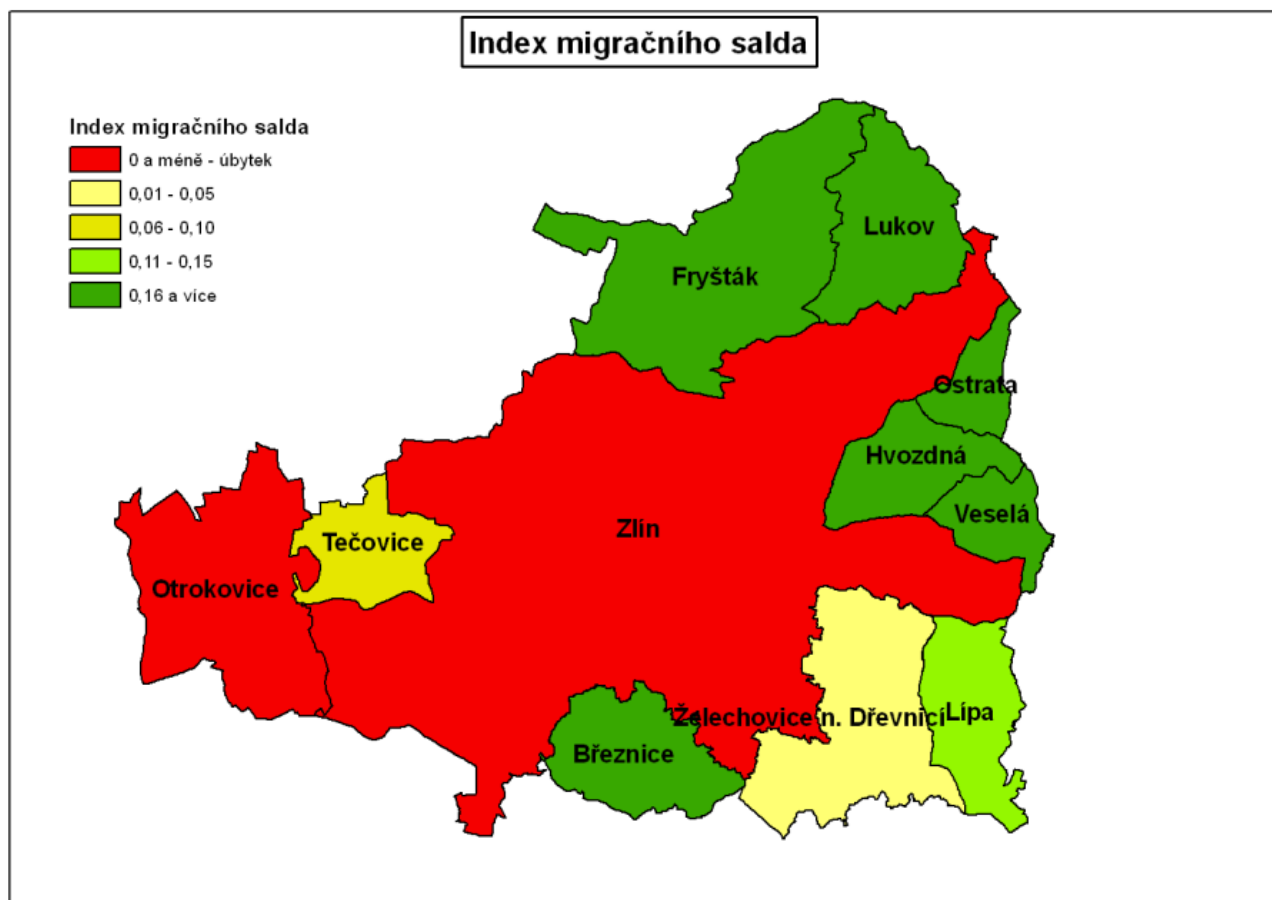 Index migračního salda
Index migračního salda
0 a méně - úbytek
0,01 - 0,05
0,06 - 0,10
0,11 - 0,15
0,16 a více
Lukov
Fryšták
Ostrata
Hvozdná
Veselá
Zlín
Tečovice
Otrokovice
Želechovice n. Dřevnicí
Lípa
Březnice